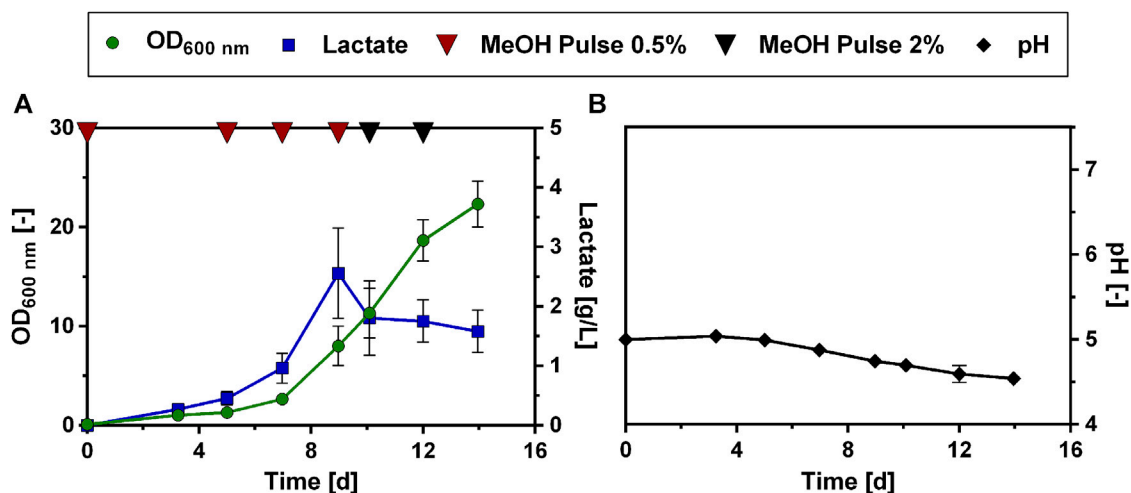 OD600 nm Lactate MeOH Pulse 0.5% MeOH Pulse 2% pH
A
B
30
20
10
0
OD600 nm [-]
5
4
3
2
1
0
Lactate [g/L]
0 4 8 12 16
Time [d]
7
6
5
4
pH [-]
0 4 8 12 16
Time [d]